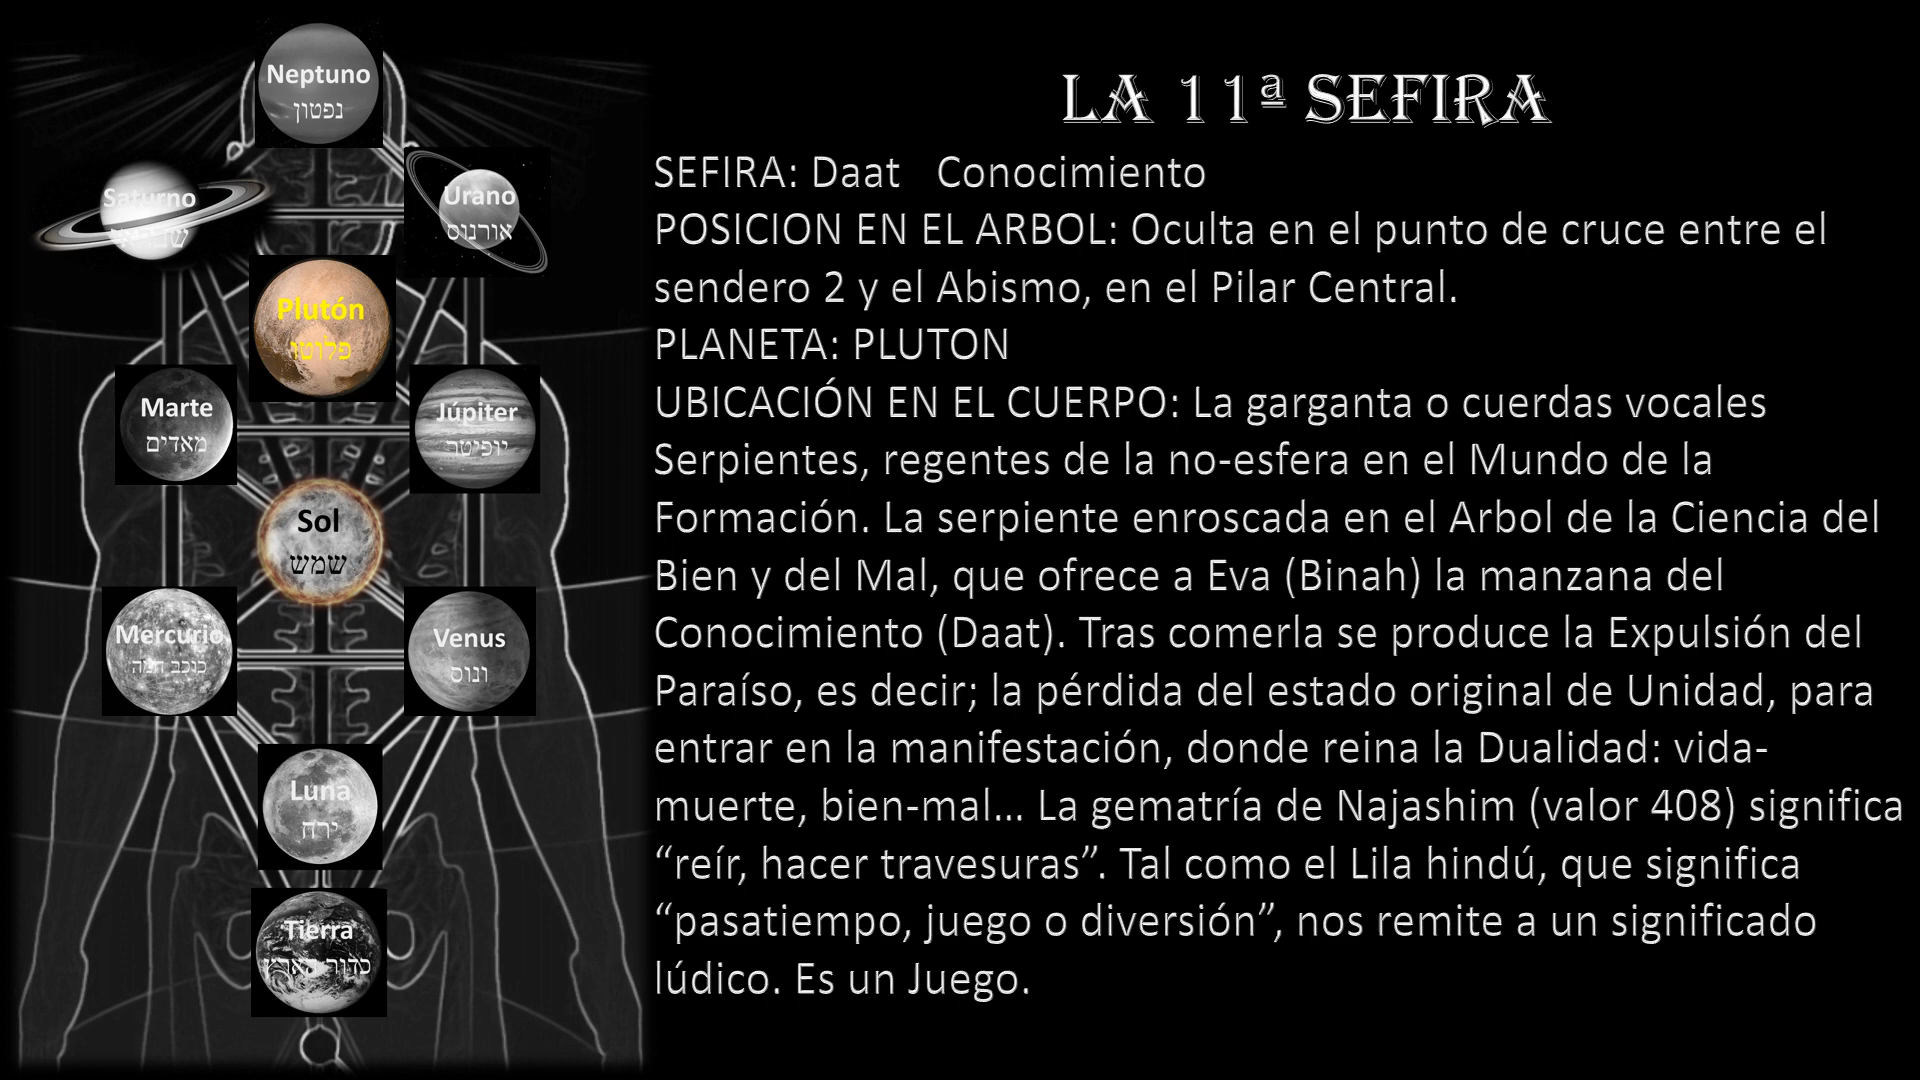 Neptuno
נפטון
Saturno
Urano
אורנוס
Plutón
פלוטו
Marte
מאדים
Júpiter
יופיטר
Sol
שמש
Mercurio
כוכב חמה
Venus
ונוס
Luna
ירח
Tierra
כדור הארץ
LA 11ª SEFIRA
SEFIRA: Daat Conocimiento
POSICION EN EL ARBOL: Oculta en el punto de cruce entre el
sendero 2 y el Abismo, en el Pilar Central.
PLANETA: PLUTON
UBICACIÓN EN EL CUERPO: La garganta o cuerdas vocales
Serpientes, regentes de la no-esfera en el Mundo de la
Formación. La serpiente enroscada en el Arbol de la Ciencia del
Bien y del Mal, que ofrece a Eva (Binah) la manzana del
Conocimiento (Daat). Tras comerla se produce la Expulsión del
Paraíso, es decir; la pérdida del estado original de Unidad, para
entrar en la manifestación, donde reina la Dualidad: vida-
muerte, bien-mal... La gematría de Najashim (valor 408) significa
“reír, hacer travesuras”. Tal como el Lila hindú, que significa
“pasatiempo, juego o diversión”, nos remite a un significado
lúdico. Es un Juego.